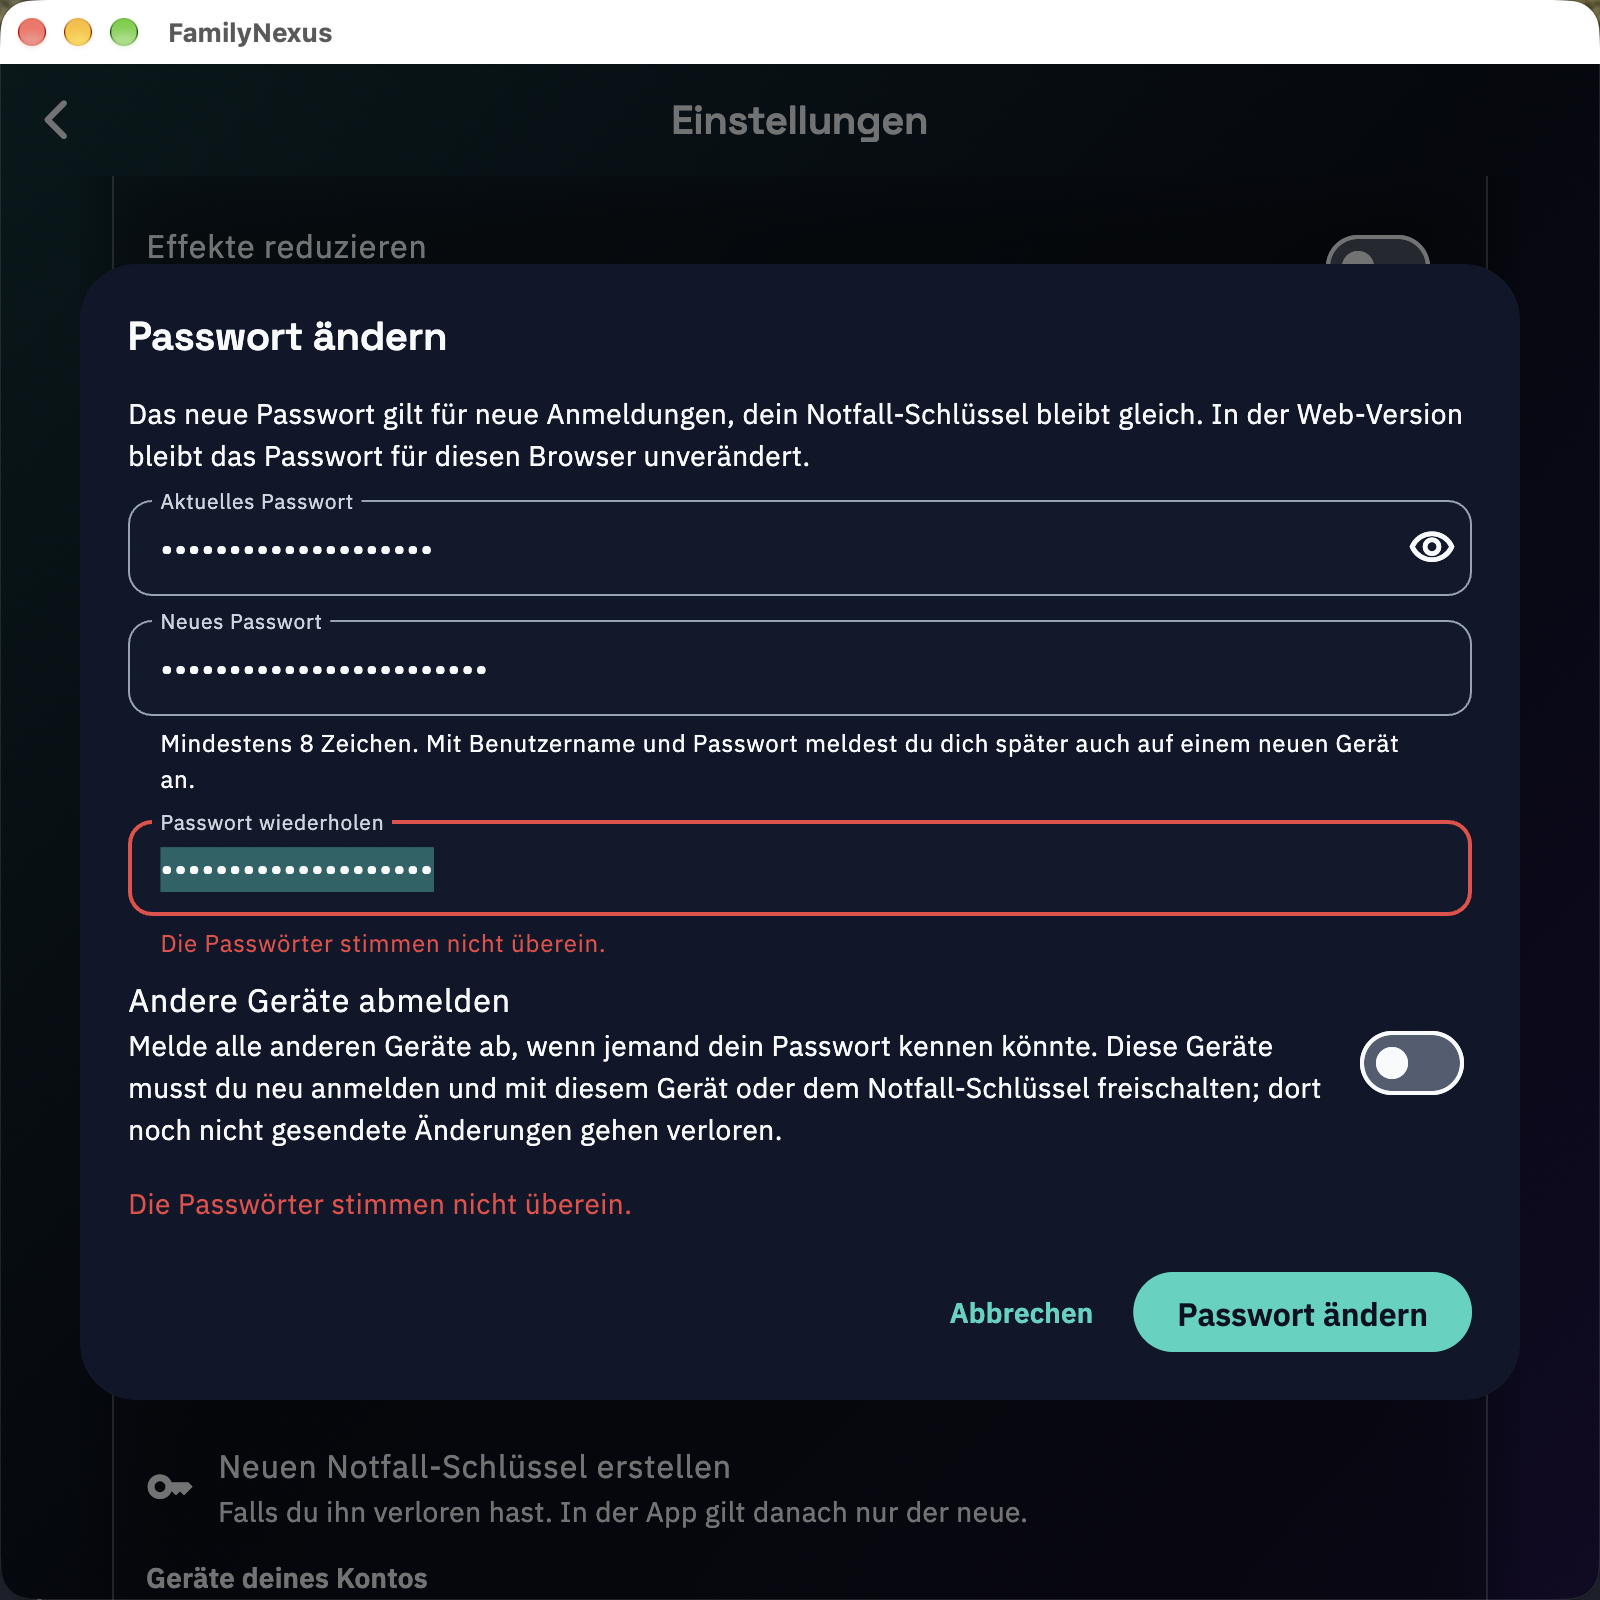 FamilyNexus
Einstellungen
Effekte reduzieren
Passwort ändern
Das neue Passwort gilt für neue Anmeldungen, dein Notfall-Schlüssel bleibt gleich. In der Web-Version
bleibt das Passwort für diesen Browser unverändert.
Aktuelles Passwort
••••••••••••••••••••
Neues Passwort
••••••••••••••••••••••••
Mindestens 8 Zeichen. Mit Benutzername und Passwort meldest du dich später auch auf einem neuen Gerät
an.
Passwort wiederholen
••••••••••••••••••••
Die Passwörter stimmen nicht überein.
Andere Geräte abmelden
Melde alle anderen Geräte ab, wenn jemand dein Passwort kennen könnte. Diese Geräte
musst du neu anmelden und mit diesem Gerät oder dem Notfall-Schlüssel freischalten; dort
noch nicht gesendete Änderungen gehen verloren.
Die Passwörter stimmen nicht überein.
Abbrechen
Passwort ändern
Neuen Notfall-Schlüssel erstellen
Falls du ihn verloren hast. In der App gilt danach nur der neue.
Geräte deines Kontos